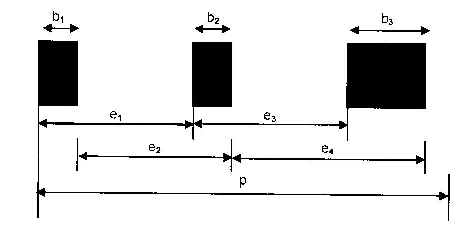 b₁ b₂ b₃
e₁ e₃
e₂ e₄
p